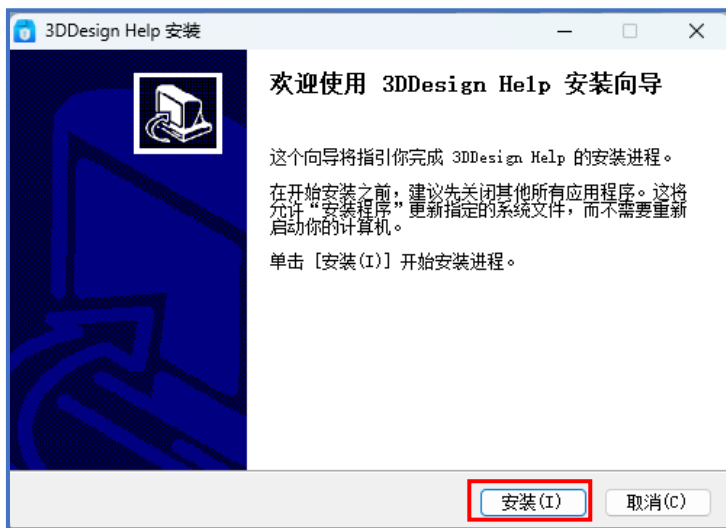 3DDesign Help 安装
欢迎使用 3DDesign Help 安装向导
这个向导将指引你完成 3DDesign Help 的安装进程。
在开始安装之前，建议先关闭其他所有应用程序。这将
允许“安装程序”更新指定的系统文件，而不需要重新
启动你的计算机。
单击 [安装(I)] 开始安装进程。
安装(I)
取消(C)